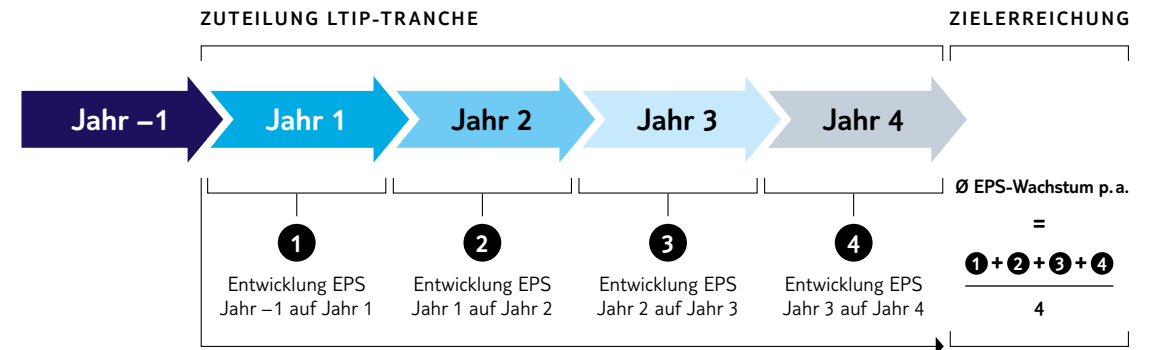 ZUTEILUNG LTIP-TRANCHE
ZIELERREICHUNG
Jahr –1
Jahr 1
Jahr 2
Jahr 3
Jahr 4
1
Entwicklung EPS
Jahr –1 auf Jahr 1
2
Entwicklung EPS
Jahr 1 auf Jahr 2
3
Entwicklung EPS
Jahr 2 auf Jahr 3
4
Entwicklung EPS
Jahr 3 auf Jahr 4
Ø EPS-Wachstum p. a.
=
1+2+3+4
4